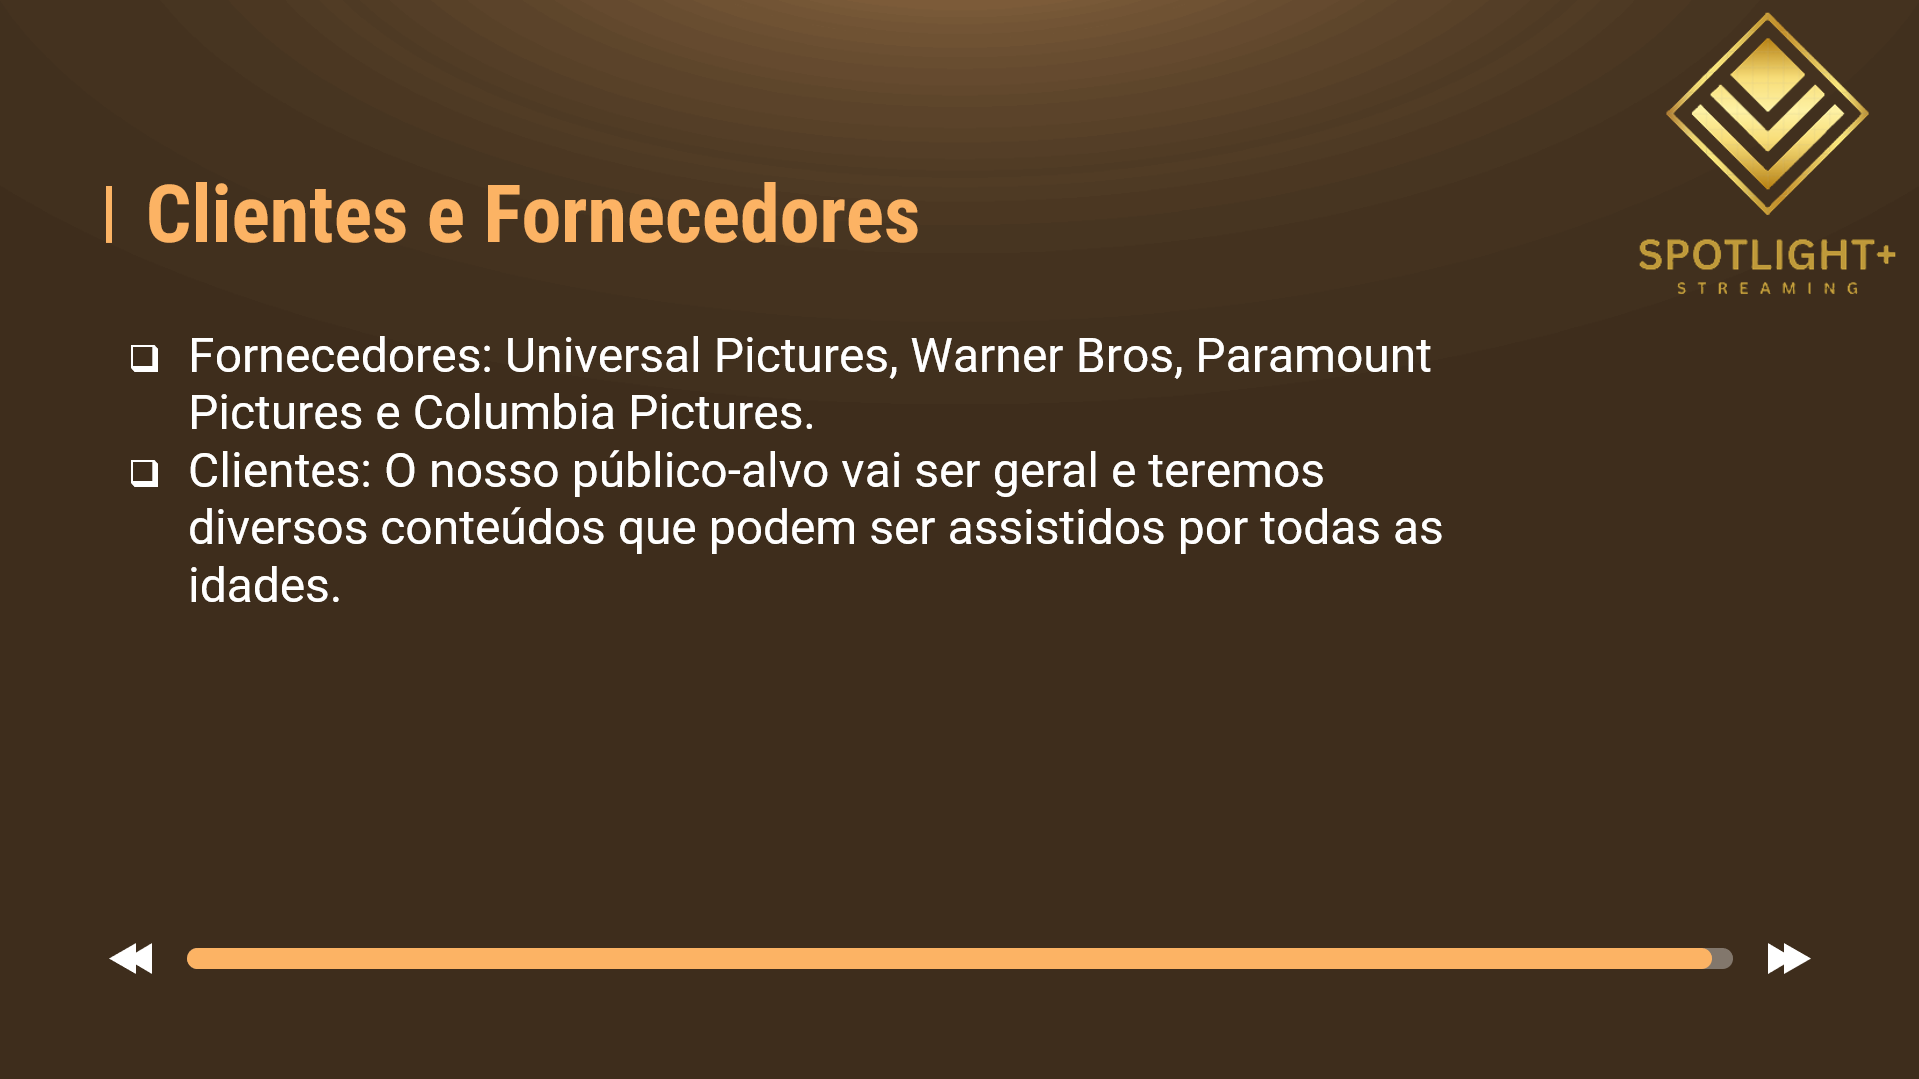 SPOTLIGHT+
STREAMING
Clientes e Fornecedores
❑ Fornecedores: Universal Pictures, Warner Bros, Paramount
Pictures e Columbia Pictures.
❑ Clientes: O nosso público-alvo vai ser geral e teremos
diversos conteúdos que podem ser assistidos por todas as
idades.